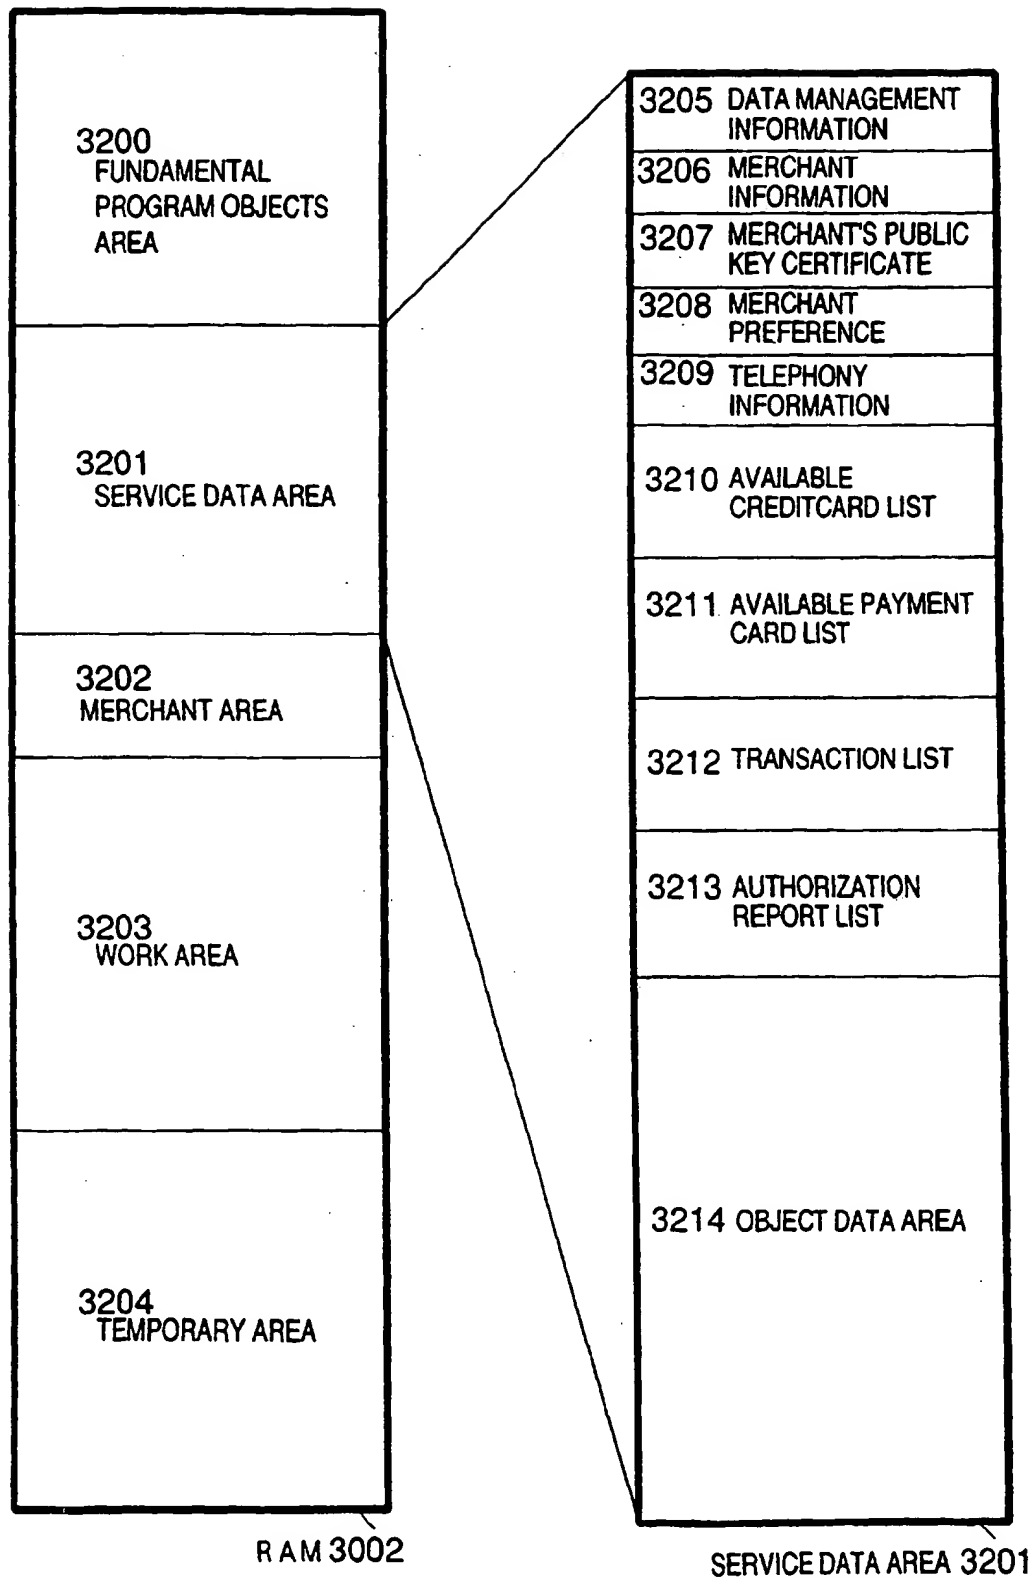 3200
FUNDAMENTAL
PROGRAM OBJECTS
AREA
3201
SERVICE DATA AREA
3202
MERCHANT AREA
3203
WORK AREA
3204
TEMPORARY AREA
RAM 3002
3205 DATA MANAGEMENT
INFORMATION
3206 MERCHANT
INFORMATION
3207 MERCHANT'S PUBLIC
KEY CERTIFICATE
3208 MERCHANT
PREFERENCE
3209 TELEPHONY
INFORMATION
3210 AVAILABLE
CREDITCARD LIST
3211 AVAILABLE PAYMENT
CARD LIST
3212 TRANSACTION LIST
3213 AUTHORIZATION
REPORT LIST
3214 OBJECT DATA AREA
SERVICE DATA AREA 3201